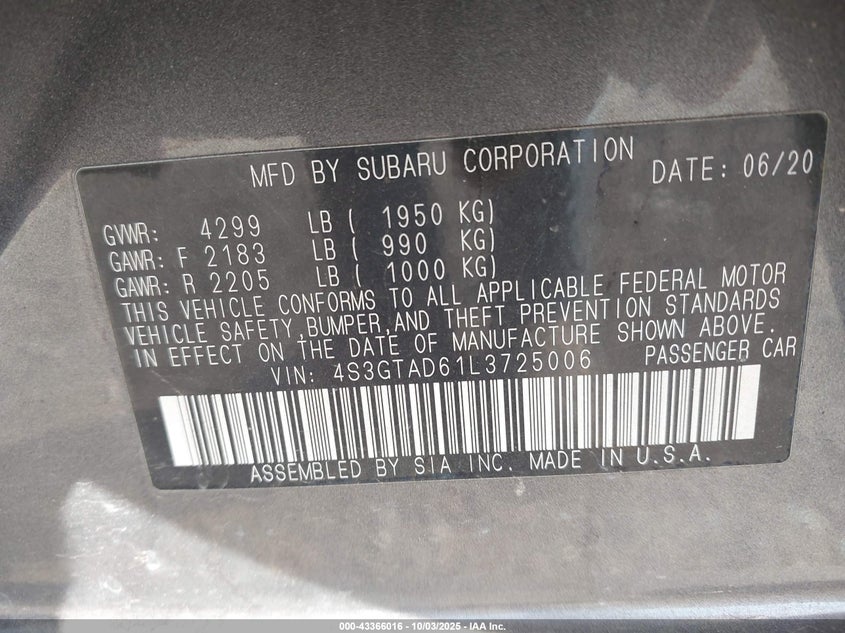 MFD BY SUBARU CORPORATION DATE: 06/20
GVWR: 4299 LB ( 1950 KG)
GAWR: F 2183 LB ( 990 KG)
GAWR: R 2205 LB ( 1000 KG)
THIS VEHICLE CONFORMS TO ALL APPLICABLE FEDERAL MOTOR
VEHICLE SAFETY,BUMPER,AND THEFT PREVENTION STANDARDS
IN EFFECT ON THE DATE OF MANUFACTURE SHOWN ABOVE.
VIN: 4S3GTAD61L3725006 PASSENGER CAR
ASSEMBLED BY SIA INC. MADE IN U.S.A.
000-43366016 - 10/03/2025 - IAA Inc.